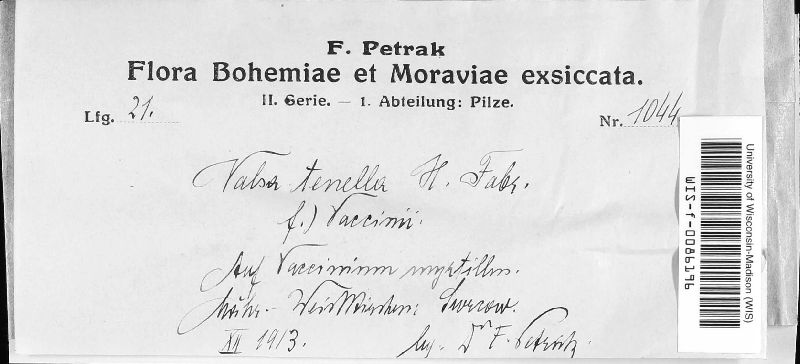 F. Petrak
Flora Bohemiae et Moraviae exsiccata.
II. Serie. — 1. Abteilung: Pilze.
Lfg. 21.
Nr. 1044
Valsa tenella H. Fabr.
f.) Vaccinii.
Auf Vaccinium myrtillus.
Mähr. - Weisskirchen:
XII 1913. leg. Dr F. Petrak.
University of Wisconsin-Madison (WIS)
WIS-f-0086196